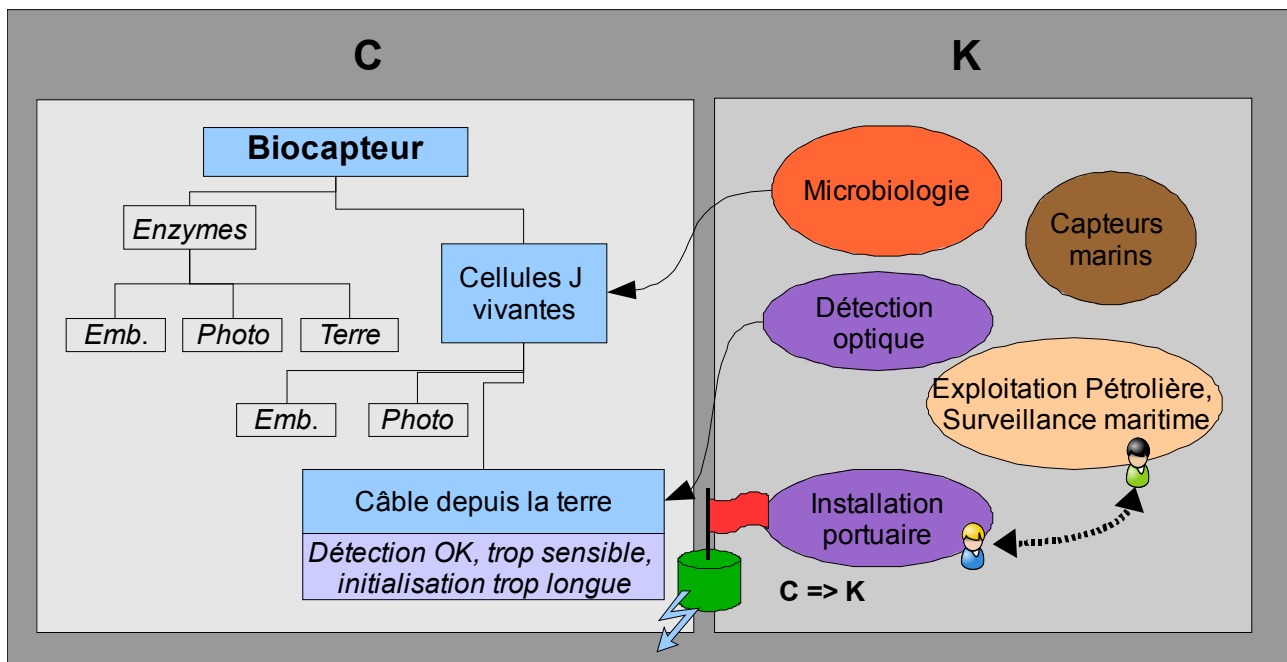 C
K
Biocapteur
Enzymes
Emb.
Photo
Terre
Cellules J
vivantes
Emb.
Photo
Câble depuis la terre
Détection OK, trop sensible,
initialisation trop longue
Microbiologie
Capteurs
marins
Détection
optique
Exploitation Pétrolière,
Surveillance maritime
Installation
portuaire
C => K